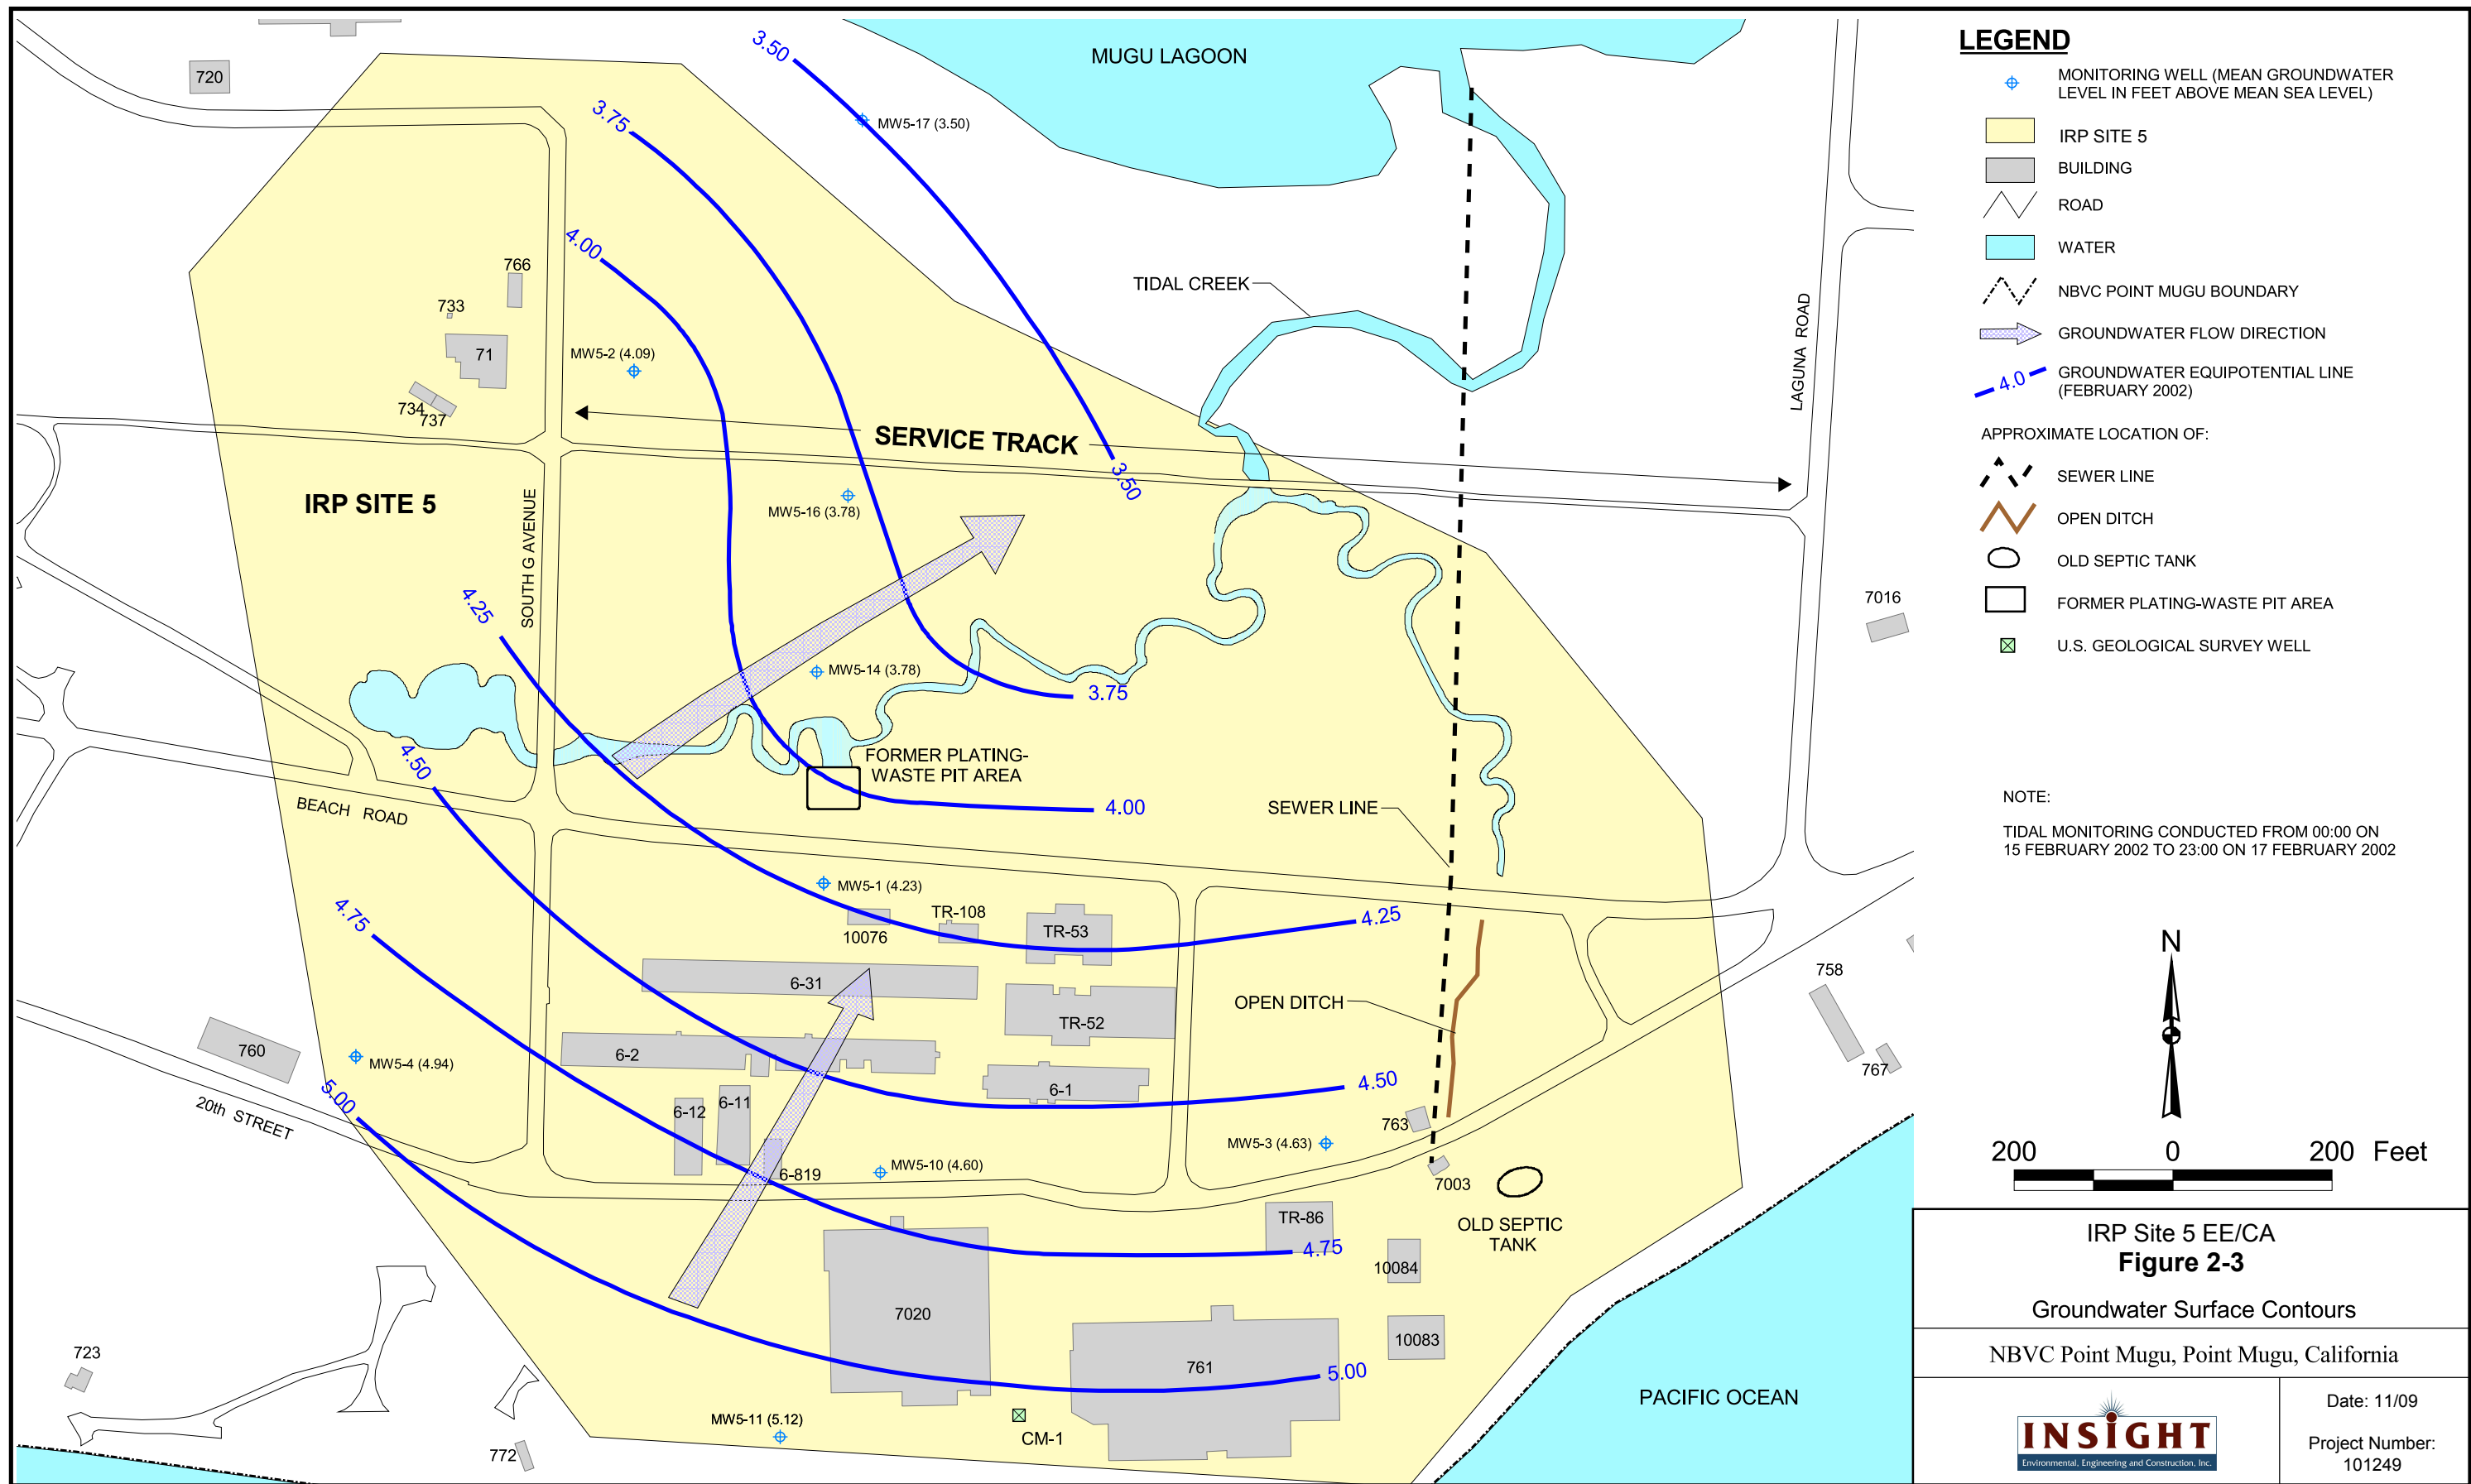 720
3.50
MUGU LAGOON
3.75
MW5-17 (3.50)
4.00
766
733
71
734
737
MW5-2 (4.09)
TIDAL CREEK
LAGUNA ROAD
SERVICE TRACK
3.50
IRP SITE 5
SOUTH G AVENUE
MW5-16 (3.78)
4.25
7016
MW5-14 (3.78)
3.75
4.50
FORMER PLATING-
WASTE PIT AREA
BEACH ROAD
4.00
SEWER LINE
4.75
MW5-1 (4.23)
10076
TR-108
TR-53
4.25
6-31
TR-52
OPEN DITCH
758
767
760
MW5-4 (4.94)
6-2
6-1
4.50
5.00
20th STREET
6-12
6-11
6-819
MW5-10 (4.60)
MW5-3 (4.63)
763
7003
OLD SEPTIC
TANK
TR-86
4.75
10084
7020
761
10083
5.00
723
772
MW5-11 (5.12)
CM-1
PACIFIC OCEAN
LEGEND
MONITORING WELL (MEAN GROUNDWATER
LEVEL IN FEET ABOVE MEAN SEA LEVEL)
IRP SITE 5
BUILDING
ROAD
WATER
NBVC POINT MUGU BOUNDARY
GROUNDWATER FLOW DIRECTION
4.0
GROUNDWATER EQUIPOTENTIAL LINE
(FEBRUARY 2002)
APPROXIMATE LOCATION OF:
SEWER LINE
OPEN DITCH
OLD SEPTIC TANK
FORMER PLATING-WASTE PIT AREA
U.S. GEOLOGICAL SURVEY WELL
NOTE:
TIDAL MONITORING CONDUCTED FROM 00:00 ON
15 FEBRUARY 2002 TO 23:00 ON 17 FEBRUARY 2002
N
200 0 200 Feet
IRP Site 5 EE/CA
Figure 2-3
Groundwater Surface Contours
NBVC Point Mugu, Point Mugu, California
INSIGHT
Environmental, Engineering and Construction, Inc.
Date: 11/09
Project Number:
101249